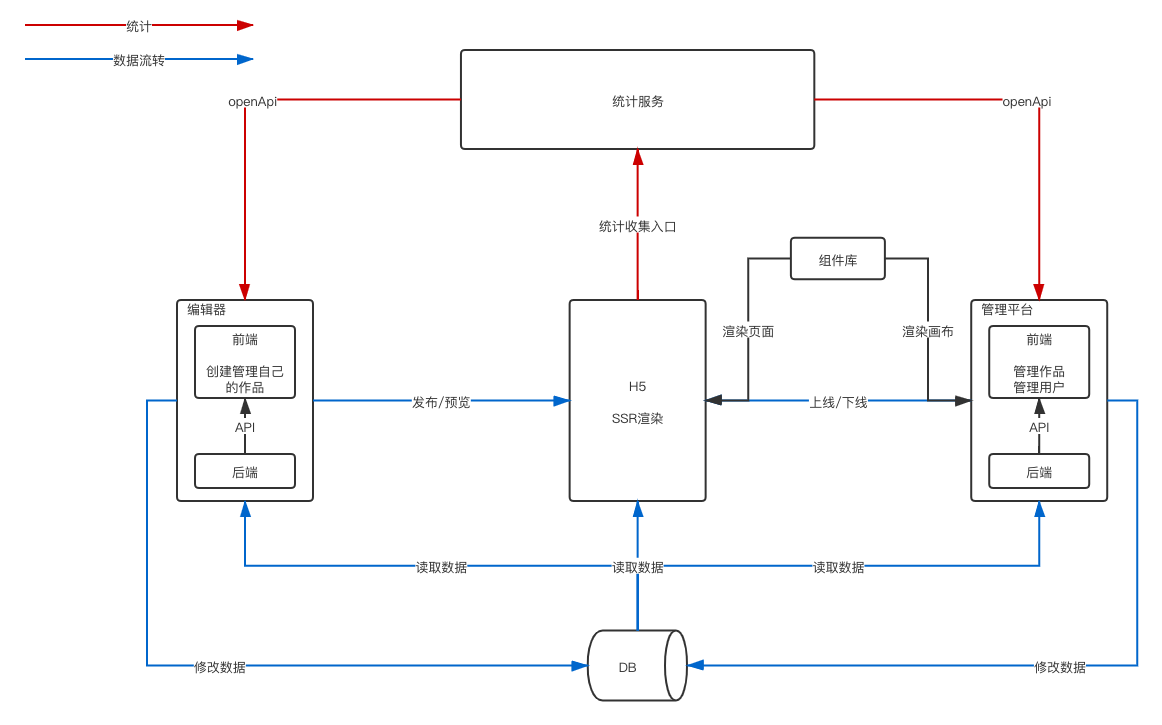 统计
数据流转
openApi
统计服务
openApi
统计收集入口
组件库
编辑器
前端
创建管理自己
的作品
API
后端
渲染页面
渲染画布
H5
SSR渲染
管理平台
前端
管理作品
管理用户
API
后端
发布/预览
上线/下线
读取数据
读取数据
读取数据
修改数据
DB
修改数据